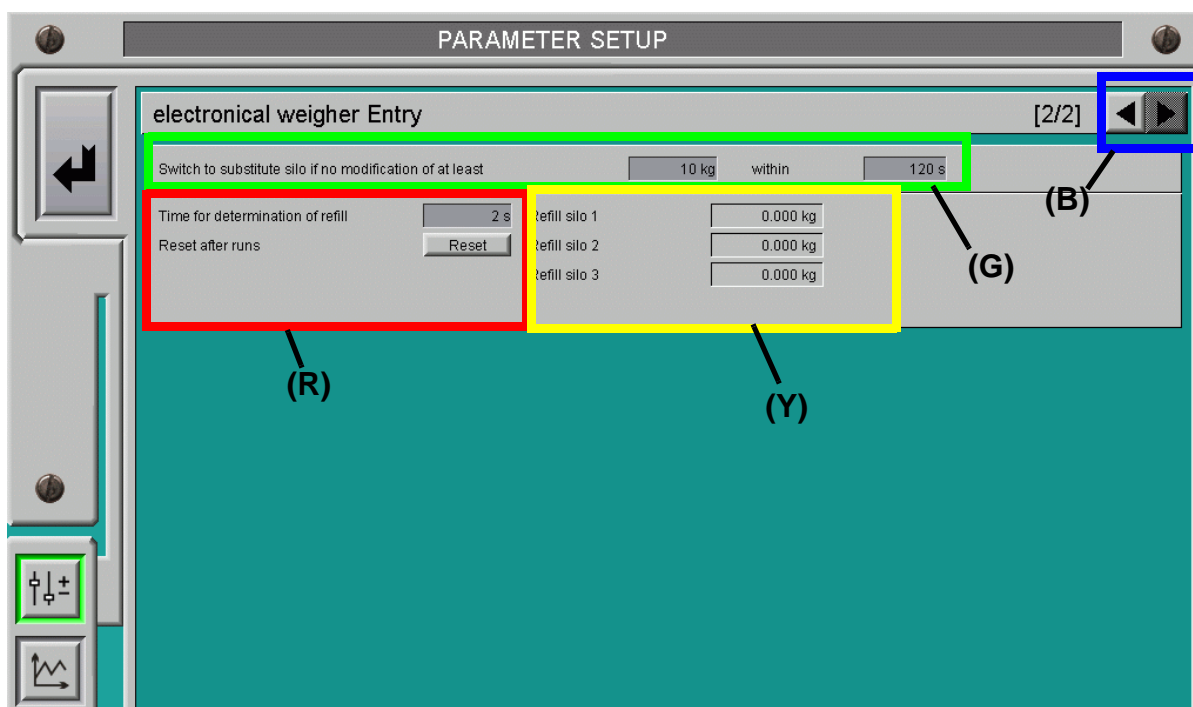 PARAMETER SETUP
electronical weigher Entry [2/2]
Switch to substitute silo if no modification of at least 10 kg within 120 s
(B)
Time for determination of refill 2 s Refill silo 1 0.000 kg
Reset after runs Reset Refill silo 2 0.000 kg
(G)
Refill silo 3 0.000 kg
(R)
(Y)